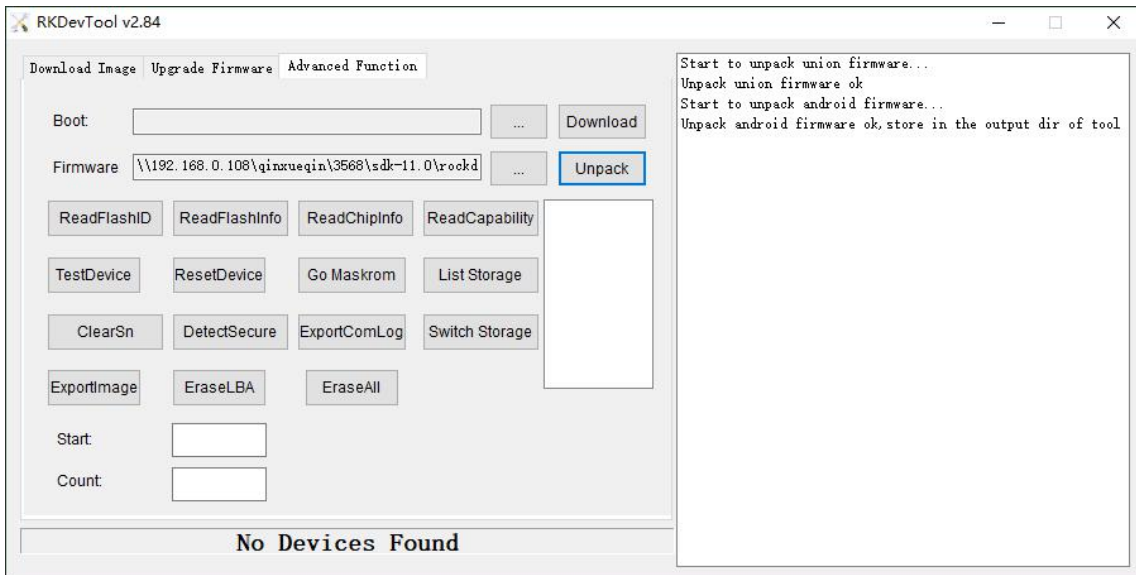 RKDevTool v2.84
Download Image Upgrade Firmware Advanced Function
Boot:
... Download
Firmware \\192.168.0.108\qinxueqin\3568\sdk-11.0\rockd ... Unpack
ReadFlashID ReadFlashInfo ReadChipInfo ReadCapability
TestDevice ResetDevice Go Maskrom List Storage
ClearSn DetectSecure ExportComLog Switch Storage
ExportImage EraseLBA EraseAll
Start:
Count:
No Devices Found
Start to unpack union firmware...
Unpack union firmware ok
Start to unpack android firmware...
Unpack android firmware ok,store in the output dir of tool